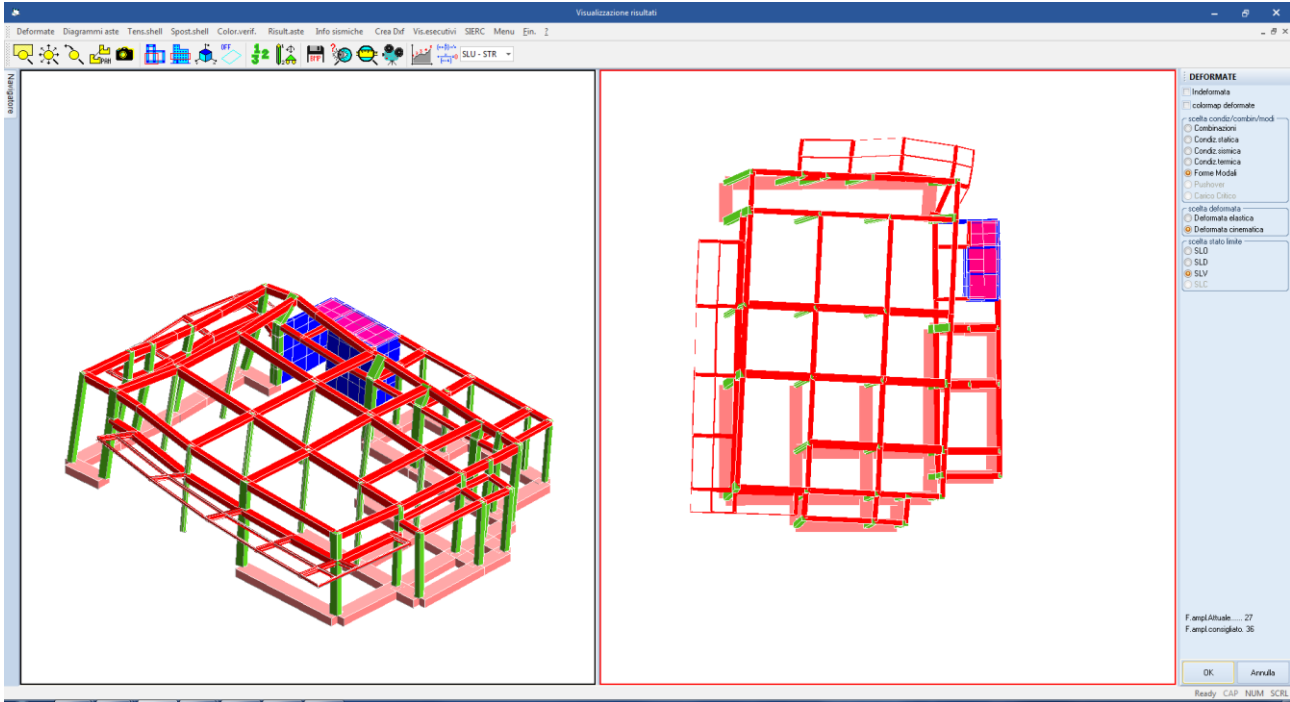 Visualizzazione risultati
Deformate Diagrammi aste Tens.shell Spost.shell Color.verif. Risult.aste Info sismiche Crea Dxf Vis.esecutivi SIERC Menu Fin. ?
OFF
PAN
SLU - STR
Navigatore
DEFORMATE
Indeformata
colormap deformate
scelta condiz/combin/modi
Combinazioni
Condiz.statica
Condiz.sismica
Condiz.termica
Forme Modali
Pushover
Carico Critico
scelta deformata
Deformata elastica
Deformata cinematica
scelta stato limite
SLO
SLD
SLV
SLC
F.ampl.Attuale...... 27
F.ampl.consigliato. 36
OK Annulla
Ready CAP NUM SCRL